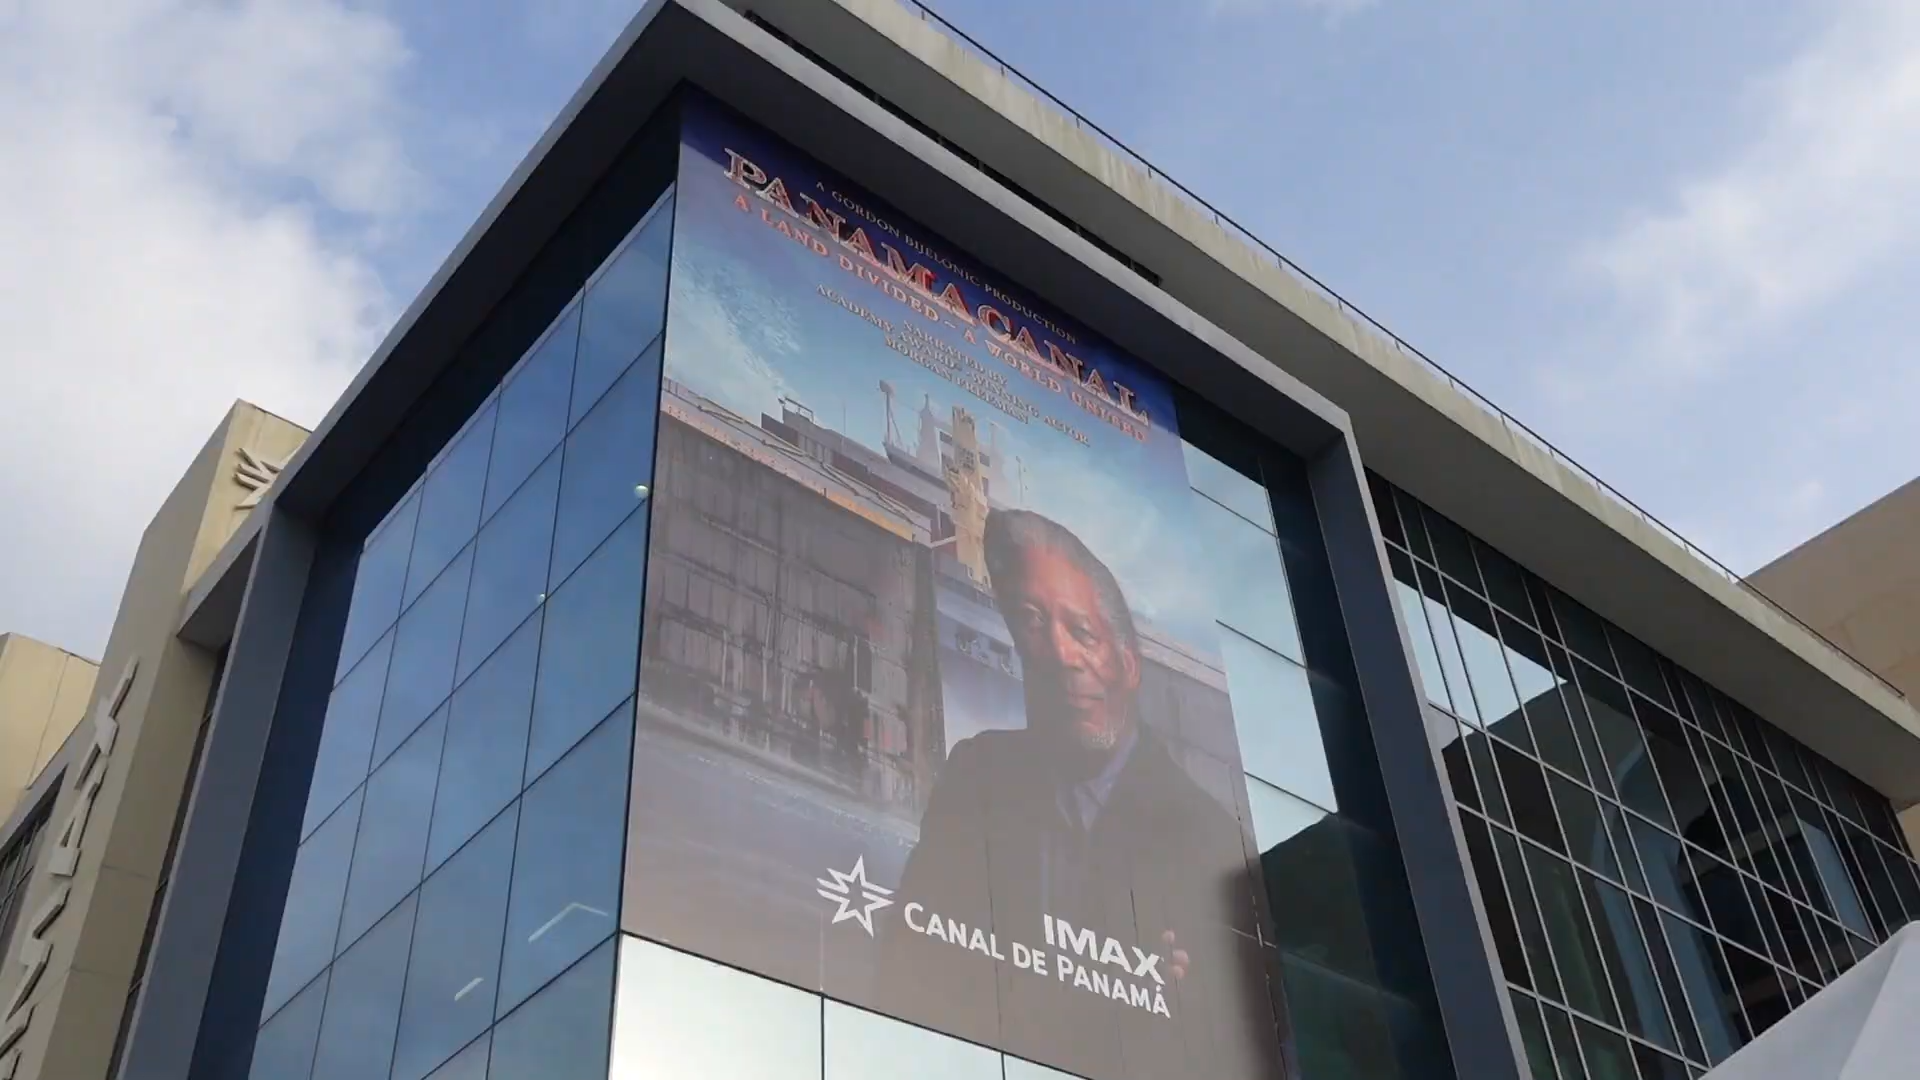 A GORDON BIJELONIC PRODUCTION
PANAMA CANAL
A LAND DIVIDED ~ A WORLD UNITED
NARRATED BY
ACADEMY AWARD® -WINNING ACTOR
MORGAN FREEMAN
IMAX
CANAL DE PANAMÁ